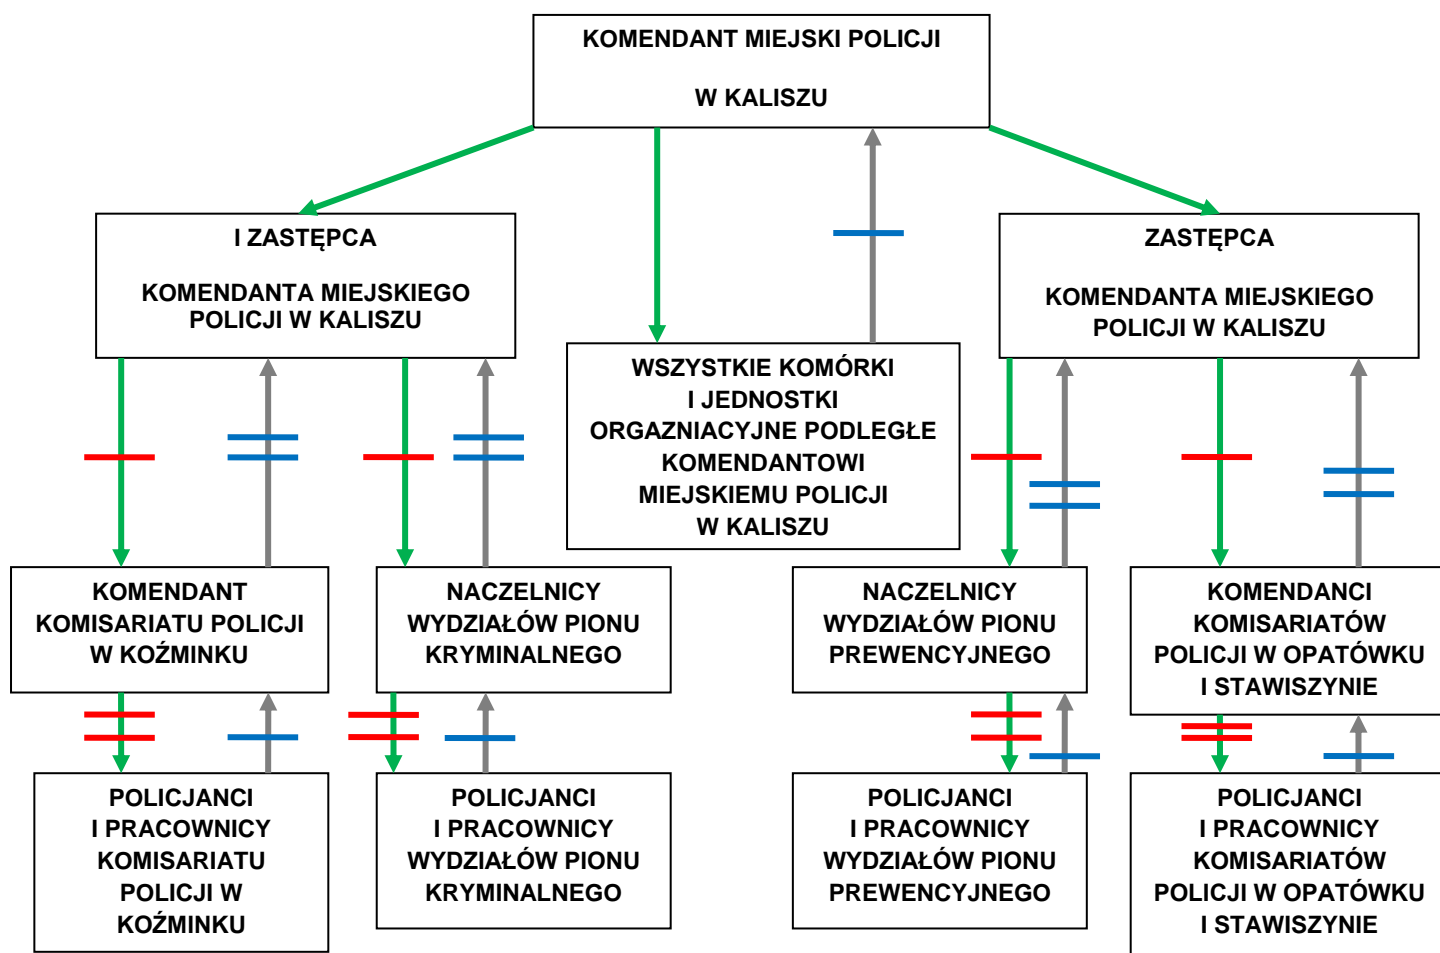 KOMENDANT MIEJSKI POLICJI
W KALISZU
I ZASTĘPCA
KOMENDANTA MIEJSKIEGO
POLICJI W KALISZU
ZASTĘPCA
KOMENDANTA MIEJSKIEGO
POLICJI W KALISZU
WSZYSTKIE KOMÓRKI
I JEDNOSTKI
ORGAZNIACYJNE PODLEGŁE
KOMENDANTOWI
MIEJSKIEMU POLICJI
W KALISZU
KOMENDANT
KOMISARIATU POLICJI
W KOŹMINKU
NACZELNICY
WYDZIAŁÓW PIONU
KRYMINALNEGO
NACZELNICY
WYDZIAŁÓW PIONU
PREWENCYJNEGO
KOMENDANCI
KOMISARIATÓW
POLICJI W OPATÓWKU
I STAWISZYNIE
POLICJANCI
I PRACOWNICY
KOMISARIATU
POLICJI W
KOŹMINKU
POLICJANCI
I PRACOWNICY
WYDZIAŁÓW PIONU
KRYMINALNEGO
POLICJANCI
I PRACOWNICY
WYDZIAŁÓW PIONU
PREWENCYJNEGO
POLICJANCI
I PRACOWNICY
KOMISARIATÓW
POLICJI W OPATÓWKU
I STAWISZYNIE